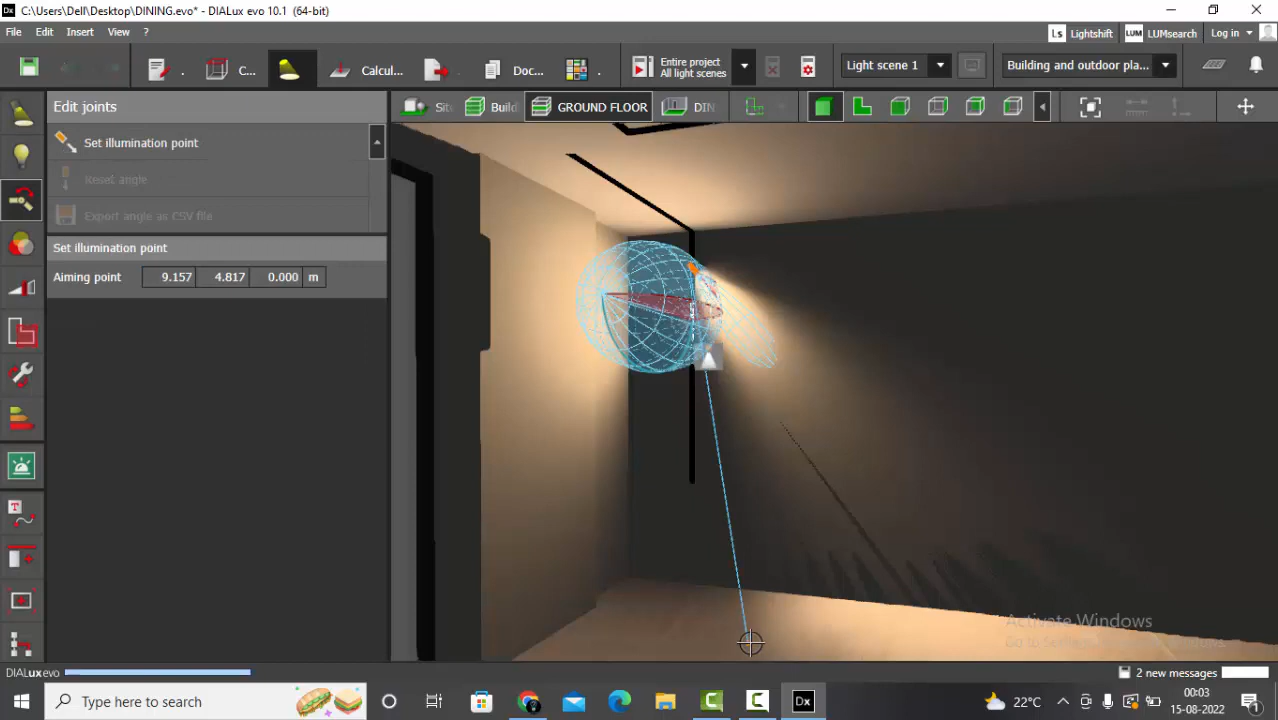 C:\Users\Dell\Desktop\DINING.evo* - DIALux evo 10.1 (64-bit)
File Edit Insert View ?
Ls Lightshift LUM LUMsearch Log in
C... Calcul... Doc... Entire project
All light scenes
Light scene 1
Building and outdoor pla...
Edit joints
Sit Build GROUND FLOOR DIN
Set illumination point
Reset angle
Export angle as CSV file
Set illumination point
Aiming point 9.157 4.817 0.000 m
Activate Windows
DIALux evo
2 new messages
Type here to search
Dx
22°C
00:03
15-08-2022
1